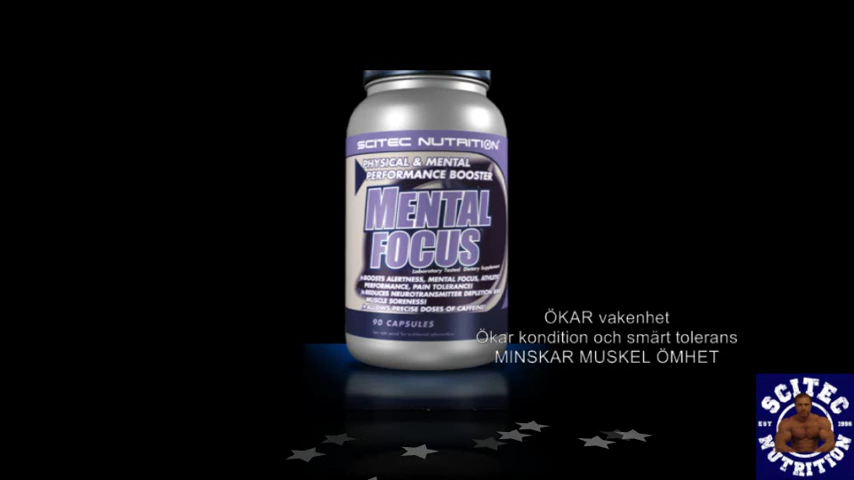 SCITEC NUTRITION
PHYSICAL & MENTAL
PERFORMANCE BOOSTER
MENTAL
FOCUS
Laboratory Tested Dietary Supplement
BOOSTS ALERTNESS, MENTAL FOCUS,
PERFORMANCE, PAIN TOLERANCE!
REDUCES NEUROTRANSMITTER DEPLETION
MUSCLE SORENESS!
ALLOWS PRECISE DOSES OF CAFFEINE
90 CAPSULES
ÖKAR vakenhet
Ökar kondition och smärt tolerans
MINSKAR MUSKEL ÖMHET
SCITEC
EST 1996
NUTRITION